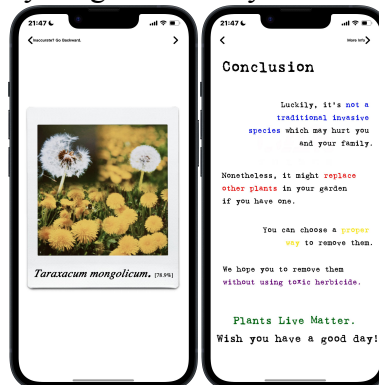 21:47
Inaccurate? Go Backward.
Taraxacum mongolicum. [78.9%]
21:47
More Info
Conclusion
Luckily, it's not a
traditional invasive
species which may hurt you
and your family.
Nonetheless, it might replace
other plants in your garden
if you have one.
You can choose a proper
way to remove them.
We hope you to remove them
without using toxic herbicide.
Plants Live Matter.
Wish you have a good day!